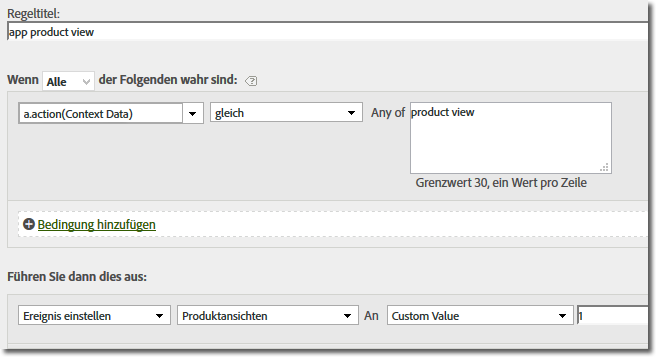 Regeltitel:
app product view
Wenn Alle der Folgenden wahr sind:
a.action(Context Data) gleich Any of product view
Grenzwert 30, ein Wert pro Zeile
Bedingung hinzufügen
Führen Sie dann dies aus:
Ereignis einstellen Produktansichten An Custom Value 1